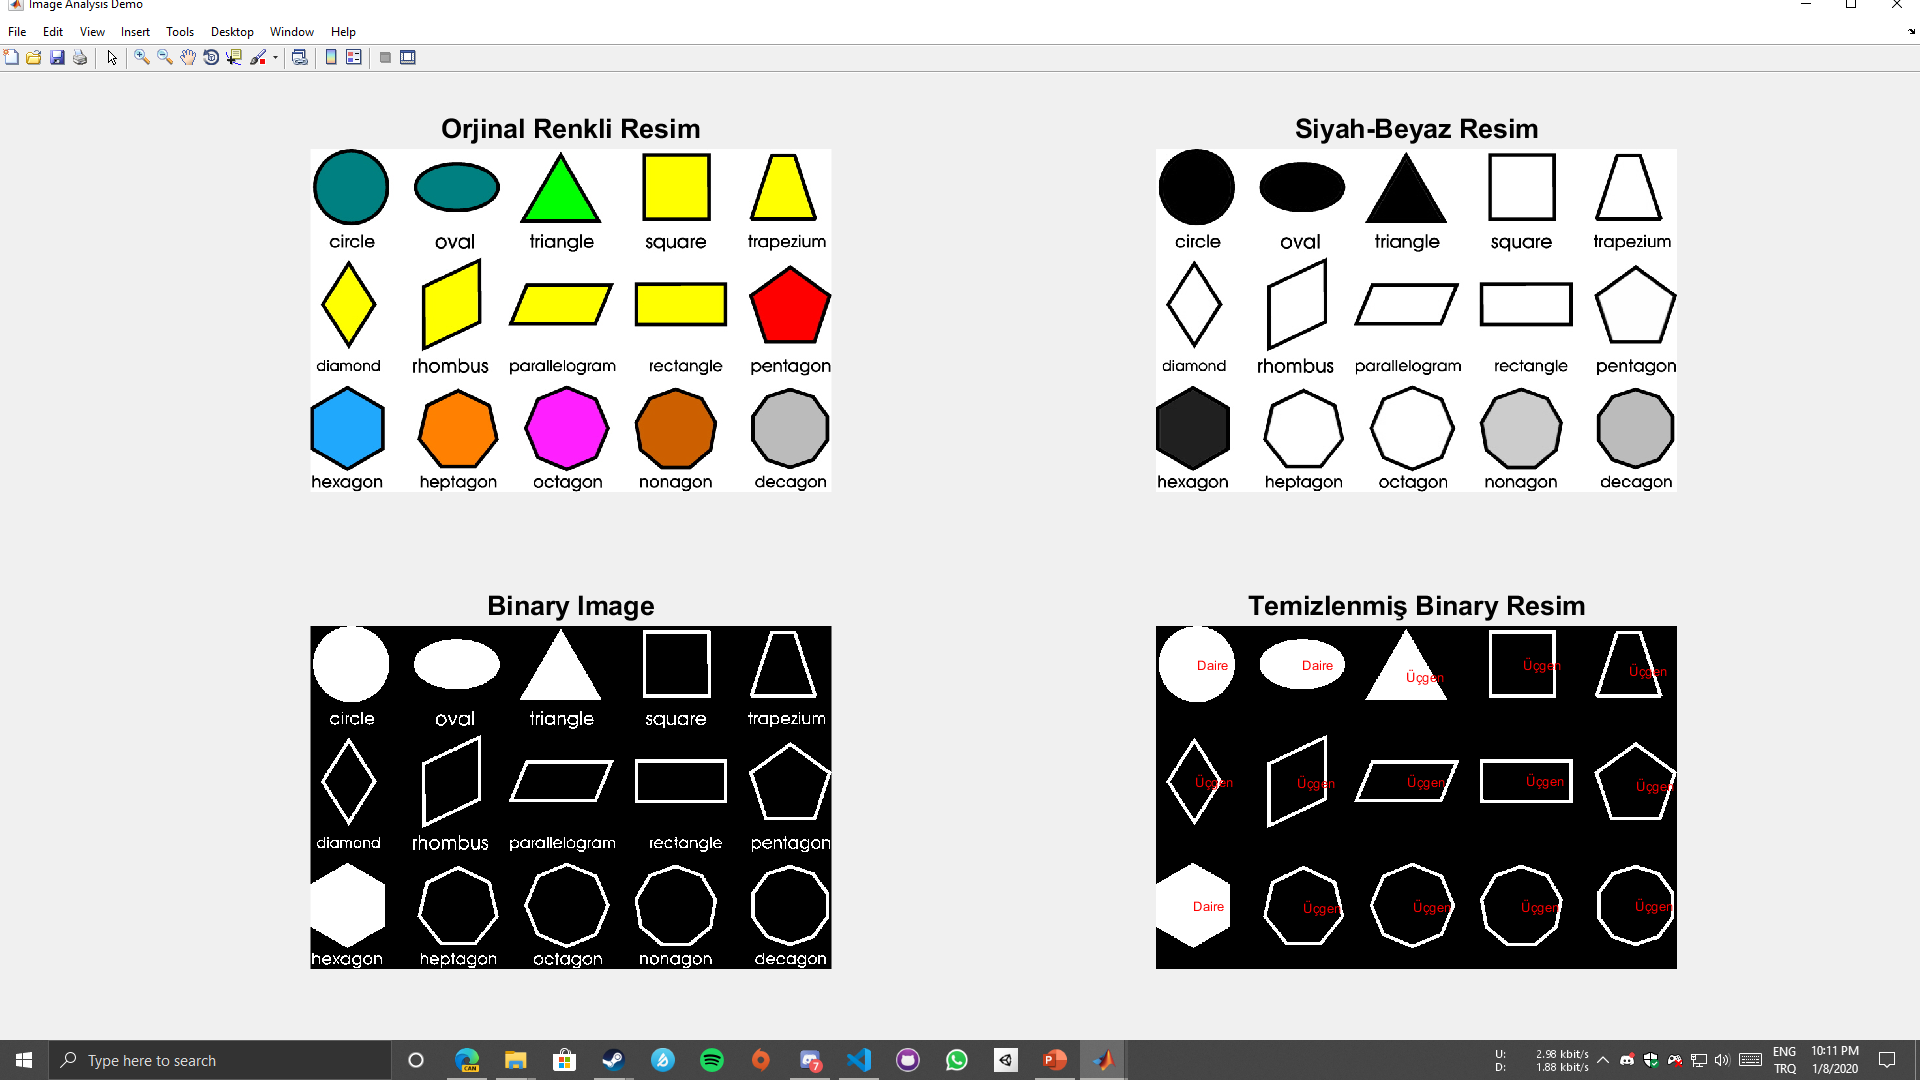 Image Analysis Demo
File Edit View Insert Tools Desktop Window Help
Orjinal Renkli Resim
circle oval triangle square trapezium
diamond rhombus parallelogram rectangle pentagon
hexagon heptagon octagon nonagon decagon
Siyah-Beyaz Resim
circle oval triangle square trapezium
diamond rhombus parallelogram rectangle pentagon
hexagon heptagon octagon nonagon decagon
Binary Image
circle oval triangle square trapezium
diamond rhombus parallelogram rectangle pentagon
hexagon heptagon octagon nonagon decagon
Temizlenmiş Binary Resim
Daire Daire Üçgen Üçgen Üçgen
Üçgen Üçgen Üçgen Üçgen Üçgen
Daire Üçgen Üçgen Üçgen Üçgen
Type here to search
CAN
7
U: 2.98 kbit/s
D: 1.88 kbit/s
ENG
TRQ
10:11 PM
1/8/2020